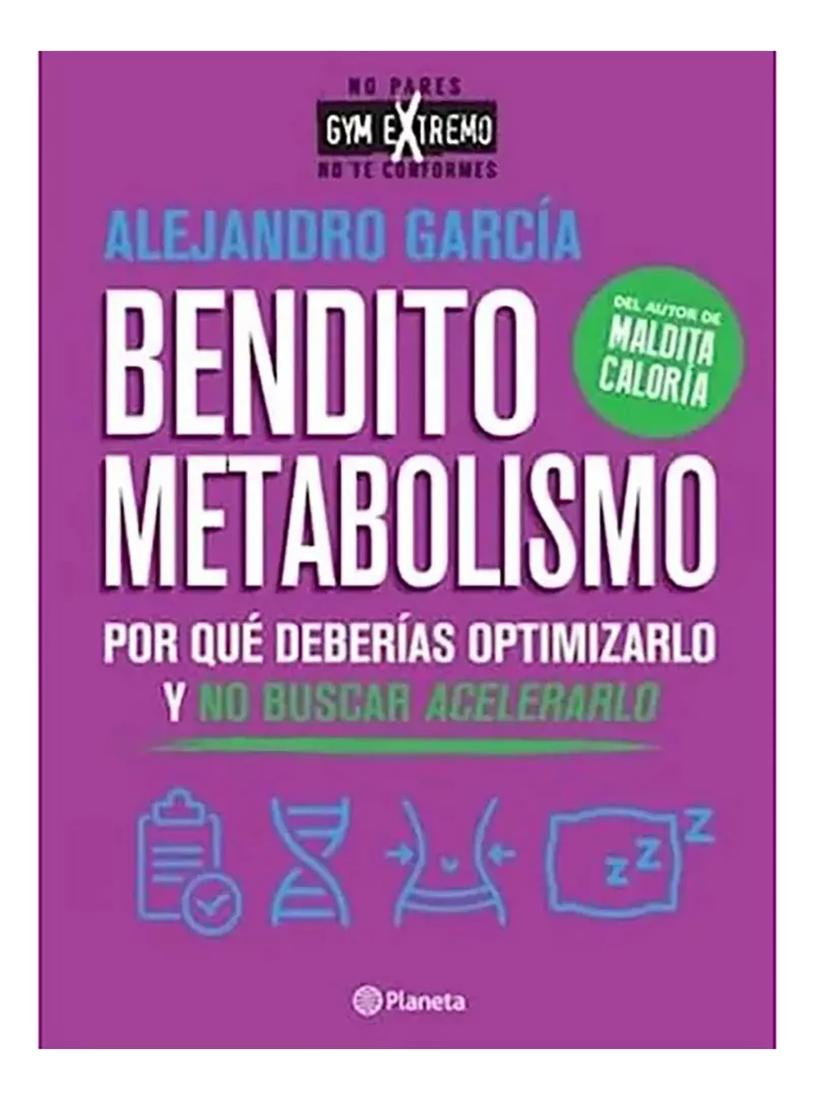 NO PARES
GYM EXTREMO
NO TE CONFORMES
ALEJANDRO GARCÍA
BENDITO
DEL AUTOR DE
MALDITA
CALORÍA
METABOLISMO
POR QUÉ DEBERÍAS OPTIMIZARLO
Y NO BUSCAR ACELERARLO
z z z
Planeta